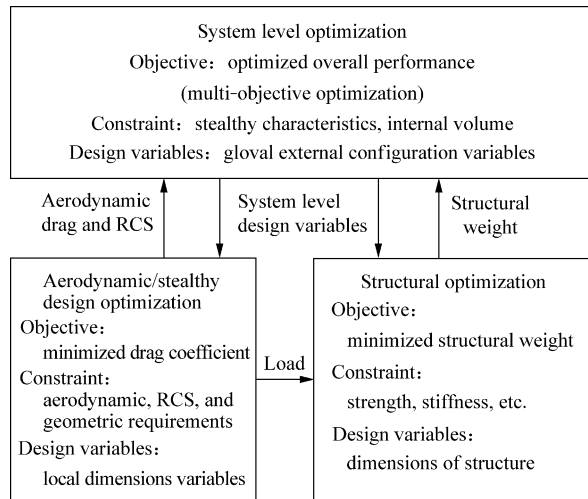 System level optimization
Objective: optimized overall performance
(multi-objective optimization)
Constraint: stealthy characteristics, internal volume
Design variables: gloval external configuration variables
Aerodynamic
drag and RCS
System level
design variables
Structural
weight
Aerodynamic/stealthy
design optimization
Objective:
minimized drag coefficient
Constraint:
aerodynamic, RCS, and
geometric requirements
Design variables:
local dimensions variables
Load
Structural optimization
Objective:
minimized structural weight
Constraint:
strength, stiffness, etc.
Design variables:
dimensions of structure